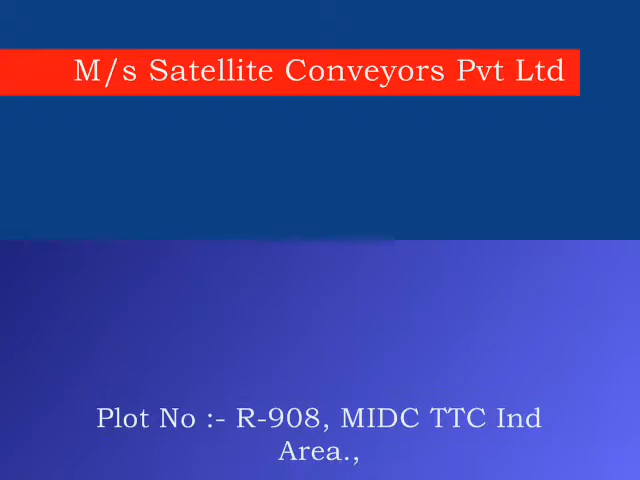 M/s Satellite Conveyors Pvt Ltd
Plot No :- R-908, MIDC TTC Ind
Area.,